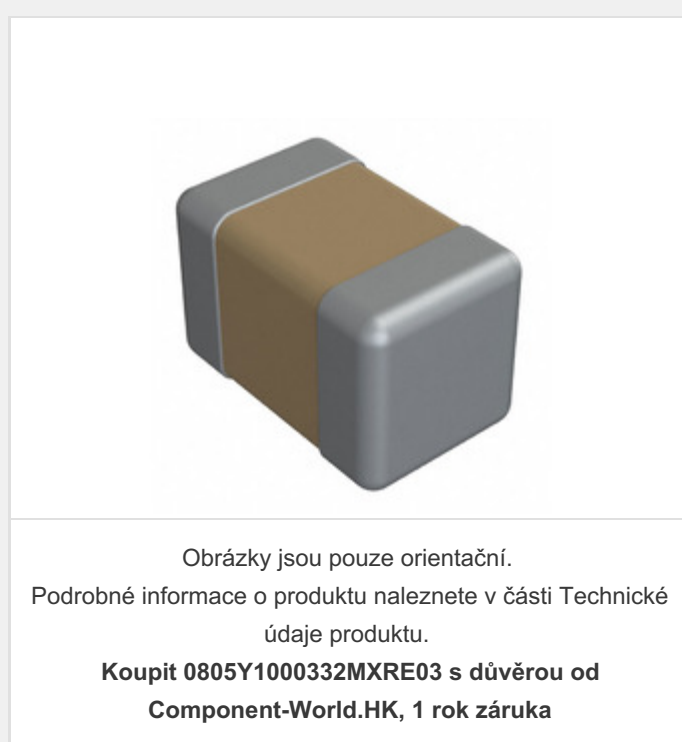 Obrázky jsou pouze orientační.
Podrobné informace o produktu naleznete v části Technické
údaje produktu.
Koupit 0805Y1000332MXRE03 s důvěrou od
Component-World.HK, 1 rok záruka